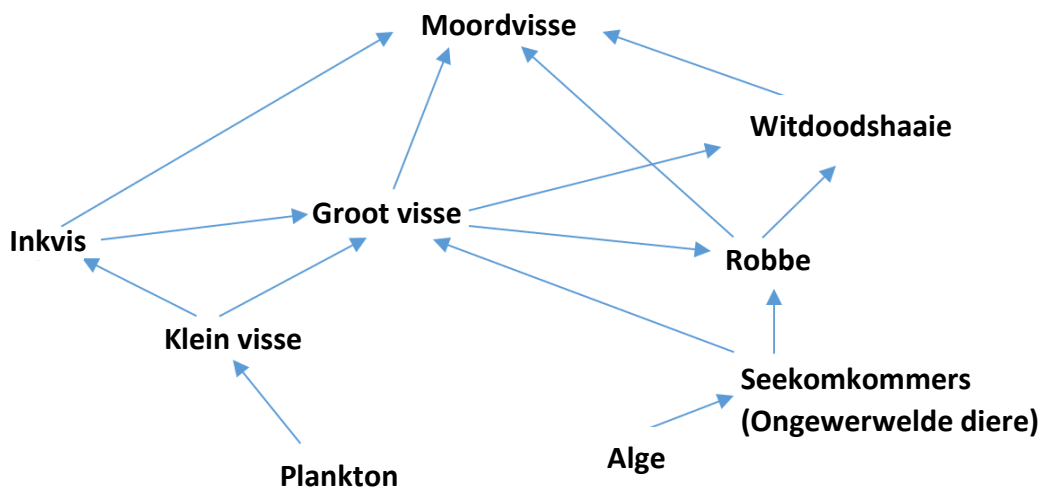 Moordvisse
Witdoodshaaie
Groot visse
Inkvis
Robbe
Klein visse
Seekomkommers
(Ongewerwelde diere)
Alge
Plankton